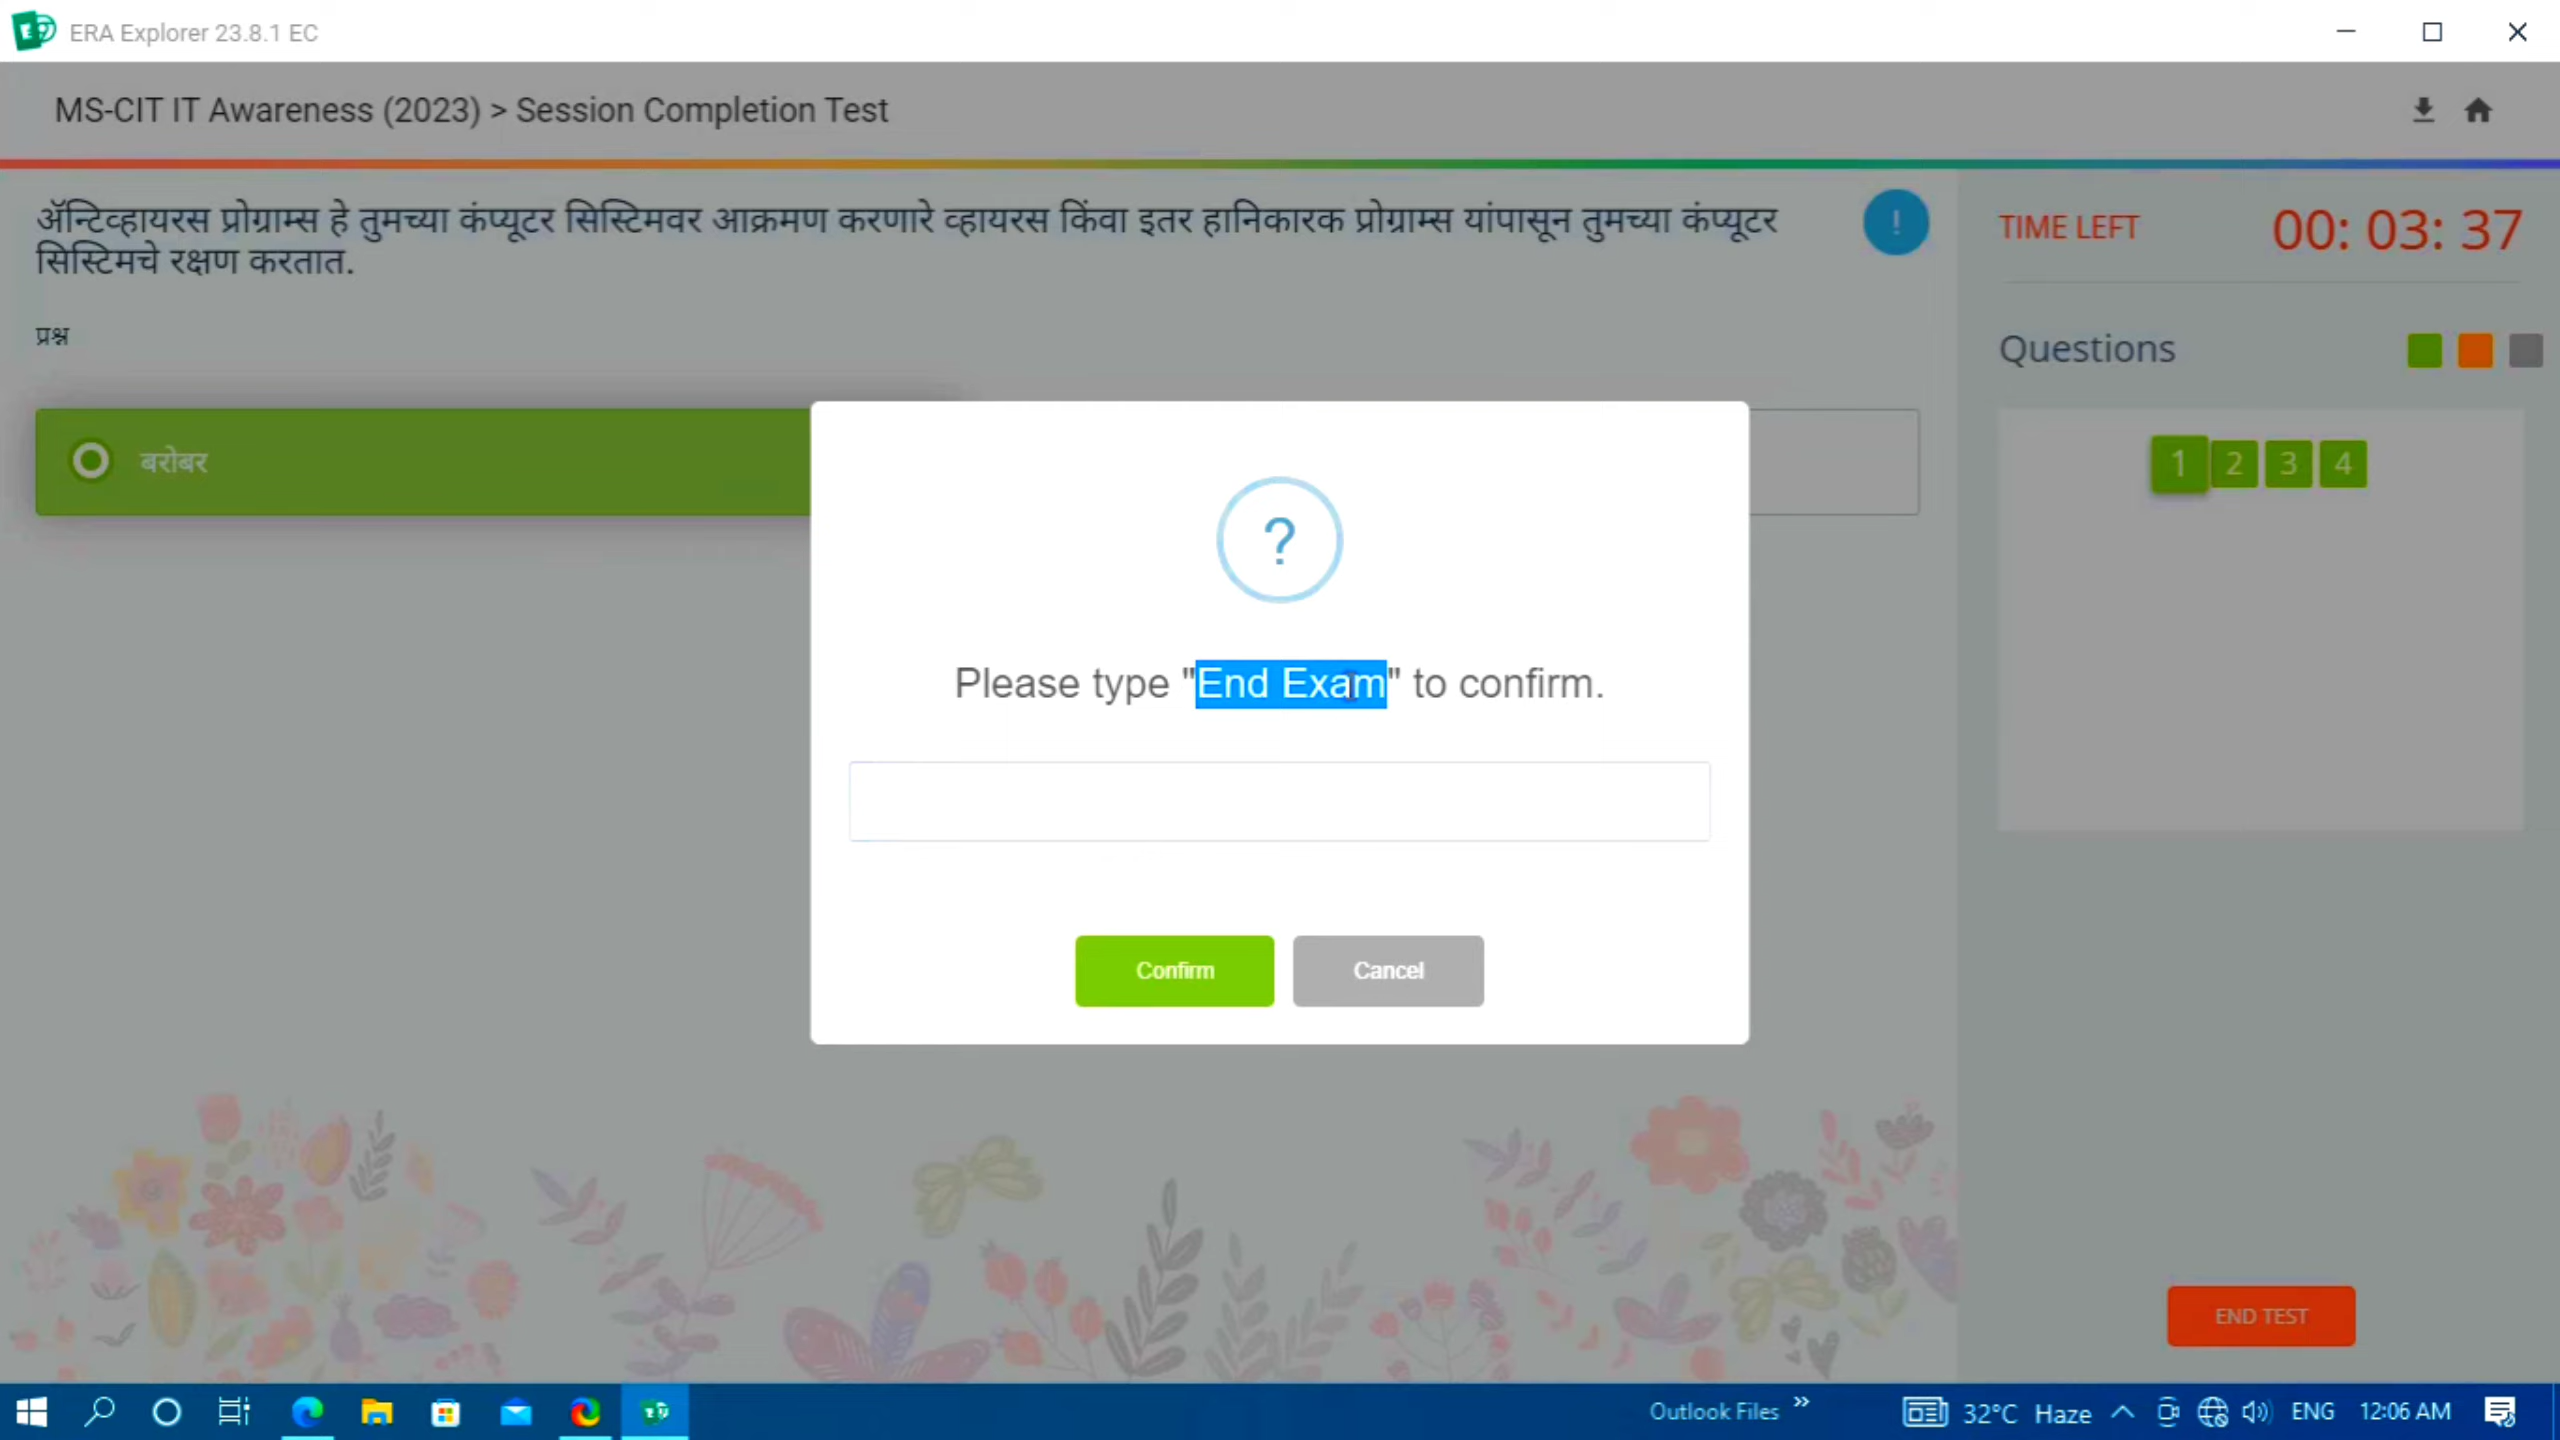 ERA Explorer 23.8.1 EC
MS-CIT IT Awareness (2023) > Session Completion Test
ॲन्टिव्हायरस प्रोग्राम्स हे तुमच्या कंप्यूटर सिस्टिमवर आक्रमण करणारे व्हायरस किंवा इतर हानिकारक प्रोग्राम्स यांपासून तुमच्या कंप्यूटर
सिस्टिमचे रक्षण करतात.
TIME LEFT 00: 03: 37
प्रश्न
Questions
बरोबर
1 2 3 4
?
Please type "End Exam" to confirm.
Confirm Cancel
END TEST
Outlook Files » 32°C Haze ENG 12:06 AM